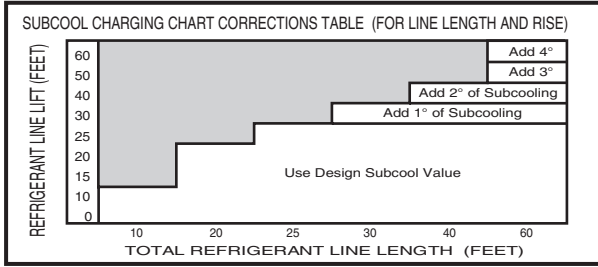 SUBCOOL CHARGING CHART CORRECTIONS TABLE (FOR LINE LENGTH AND RISE)
REFRIGERANT LINE LIFT (FEET)
60
50
40
30
25
20
15
10
0
Add 4°
Add 3°
Add 2° of Subcooling
Add 1° of Subcooling
Use Design Subcool Value
10 20 25 30 40 60
TOTAL REFRIGERANT LINE LENGTH (FEET)